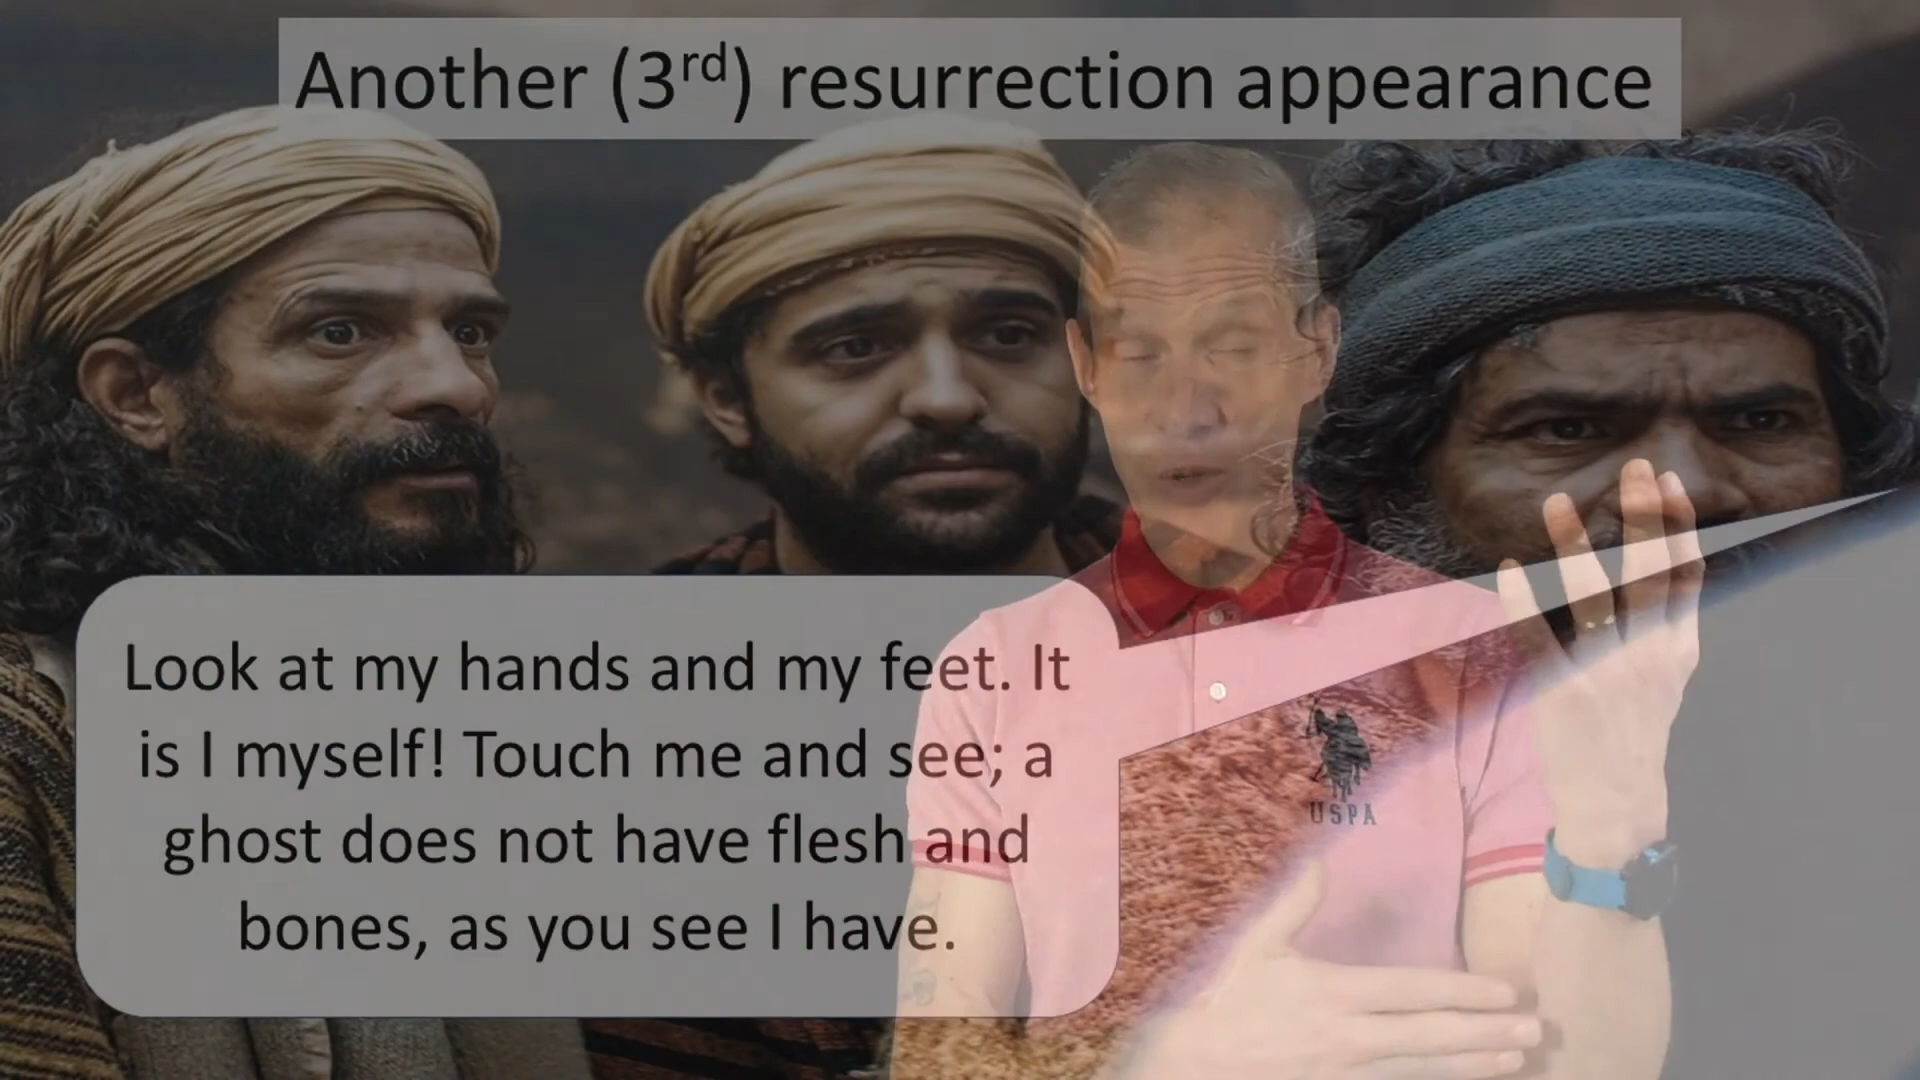 Another (3rd) resurrection appearance
Look at my hands and my feet. It
is I myself! Touch me and see; a
ghost does not have flesh and
bones, as you see I have.
USPA